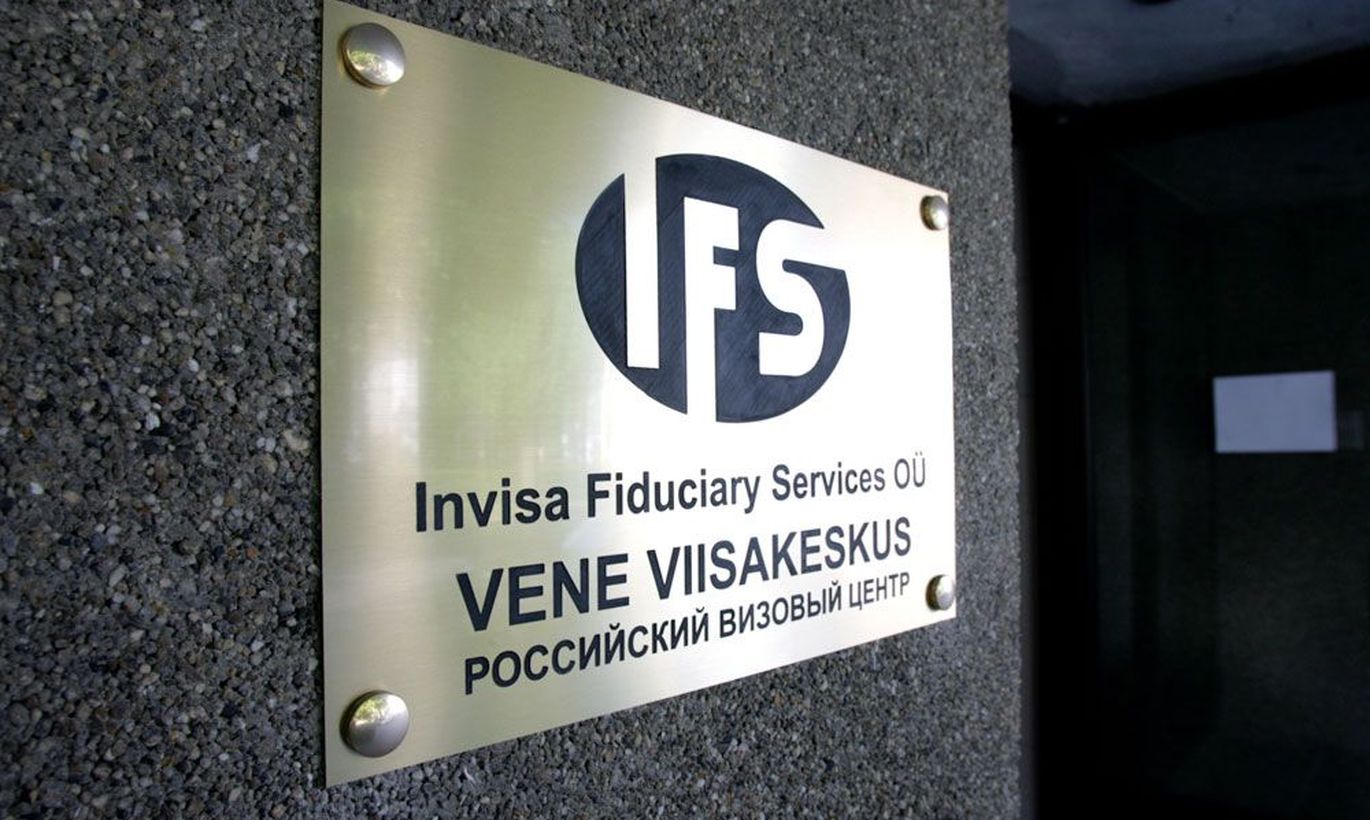 IFS
Invisa Fiduciary Services OÜ
VENE VIISAKESKUS
РОССИЙСКИЙ ВИЗОВЫЙ ЦЕНТР